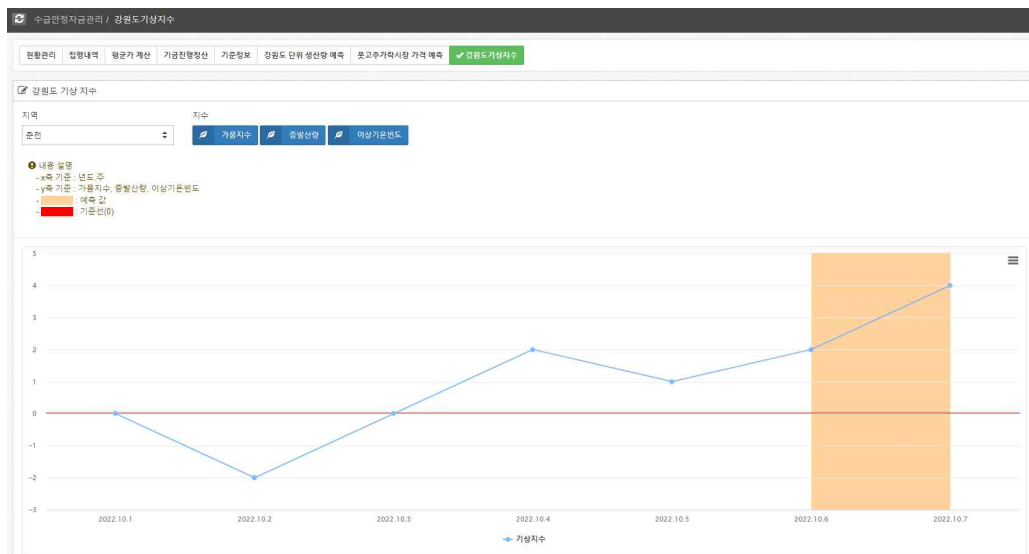 수급안정자금관리 / 강원도기상지수
현황관리 집행내역 평균가 계산 기금진행정산 기준정보 강원도 단위 생산량 예측 풋고추가락시장 가격 예측 강원도기상지수
강원도 기상 지수
지역 지수
춘천 가뭄지수 증발산량 이상기온빈도
내용 설명
- x축 기준 : 년도.주
- y축 기준 : 가뭄지수, 증발산량, 이상기온빈도
- : 예측 값
- : 기준선(0)
5
4
3
2
1
0
-1
-2
-3
2022.10.1 2022.10.2 2022.10.3 2022.10.4 2022.10.5 2022.10.6 2022.10.7
기상지수